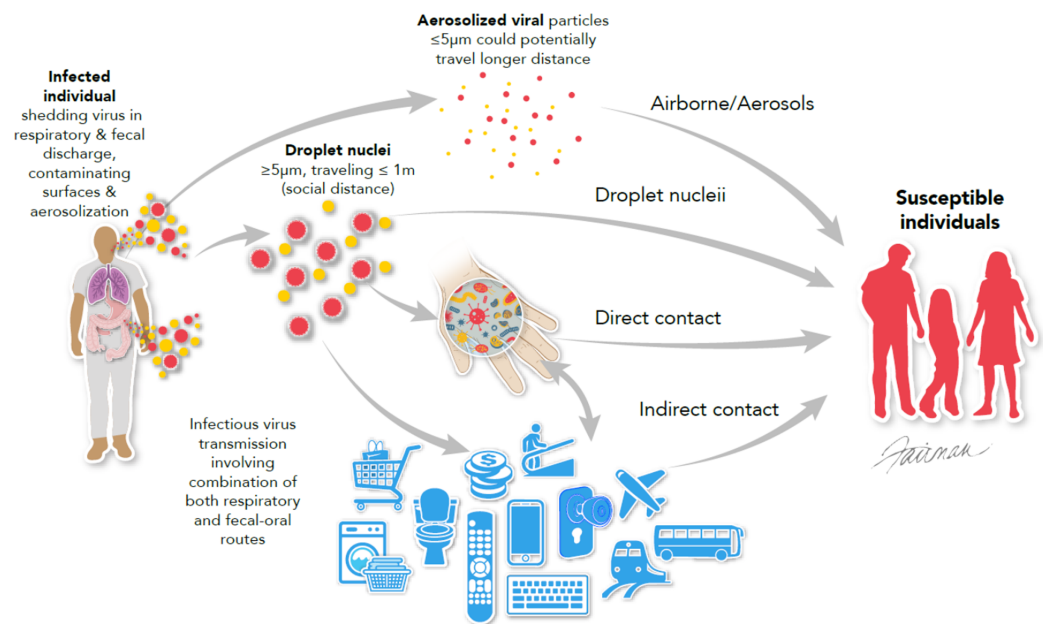 Aerosolized viral particles
≤5μm could potentially
travel longer distance
Infected
individual
shedding virus in
respiratory & fecal
discharge,
contaminating
surfaces &
aerosolization
Airborne/Aerosols
Droplet nuclei
≥5μm, traveling ≤ 1m
(social distance)
Droplet nucleii
Susceptible
individuals
Direct contact
Indirect contact
Infectious virus
transmission
involving
combination of
both respiratory
and fecal-oral
routes
$
Fairman